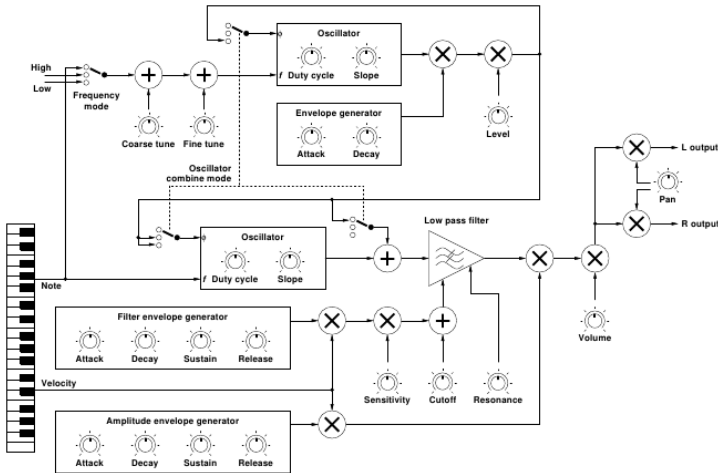 Oscillator
φ
High
Low
f
Duty cycle
Slope
Frequency
mode
Envelope generator
Coarse tune
Fine tune
Attack
Decay
Level
L output
Oscillator
combine mode
Pan
Low pass filter
R output
Oscillator
φ
f
Duty cycle
Slope
Note
Filter envelope generator
Attack
Decay
Sustain
Release
Volume
Velocity
Sensitivity
Cutoff
Resonance
Amplitude envelope generator
Attack
Decay
Sustain
Release